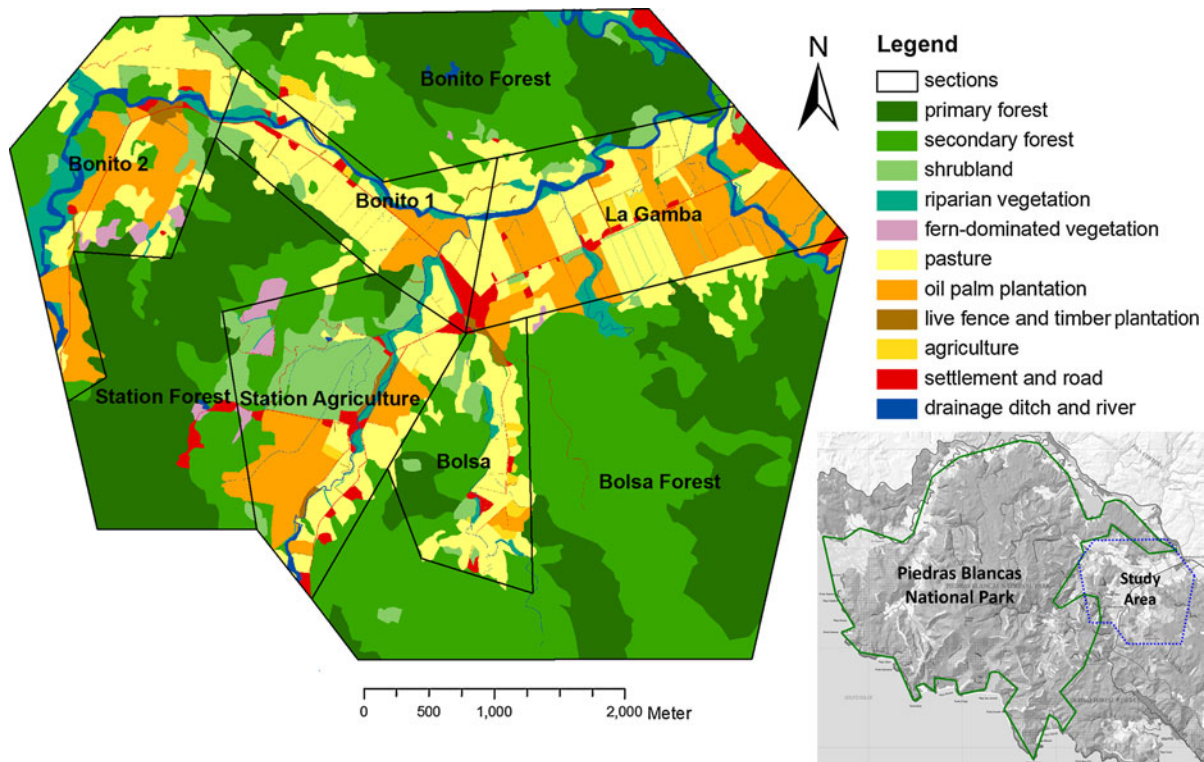 Bonito Forest
Bonito 2
Bonito 1
La Gamba
Station Forest
Station Agriculture
Bolsa
Bolsa Forest
N
Legend
sections
primary forest
secondary forest
shrubland
riparian vegetation
fern-dominated vegetation
pasture
oil palm plantation
live fence and timber plantation
agriculture
settlement and road
drainage ditch and river
0 500 1,000 2,000 Meter
Piedras Blancas
National Park
Study
Area